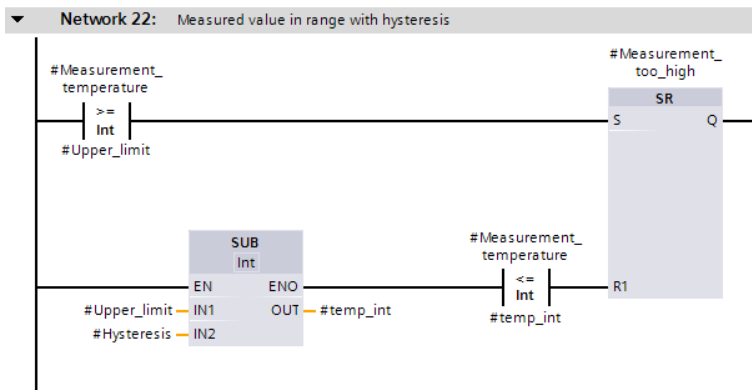 Network 22: Measured value in range with hysteresis
#Measurement_
too_high
#Measurement_
temperature
SR
>=
Int
S Q
#Upper_limit
SUB
Int
#Measurement_
temperature
EN ENO
<=
Int
R1
#Upper_limit IN1 OUT #temp_int
#temp_int
#Hysteresis IN2